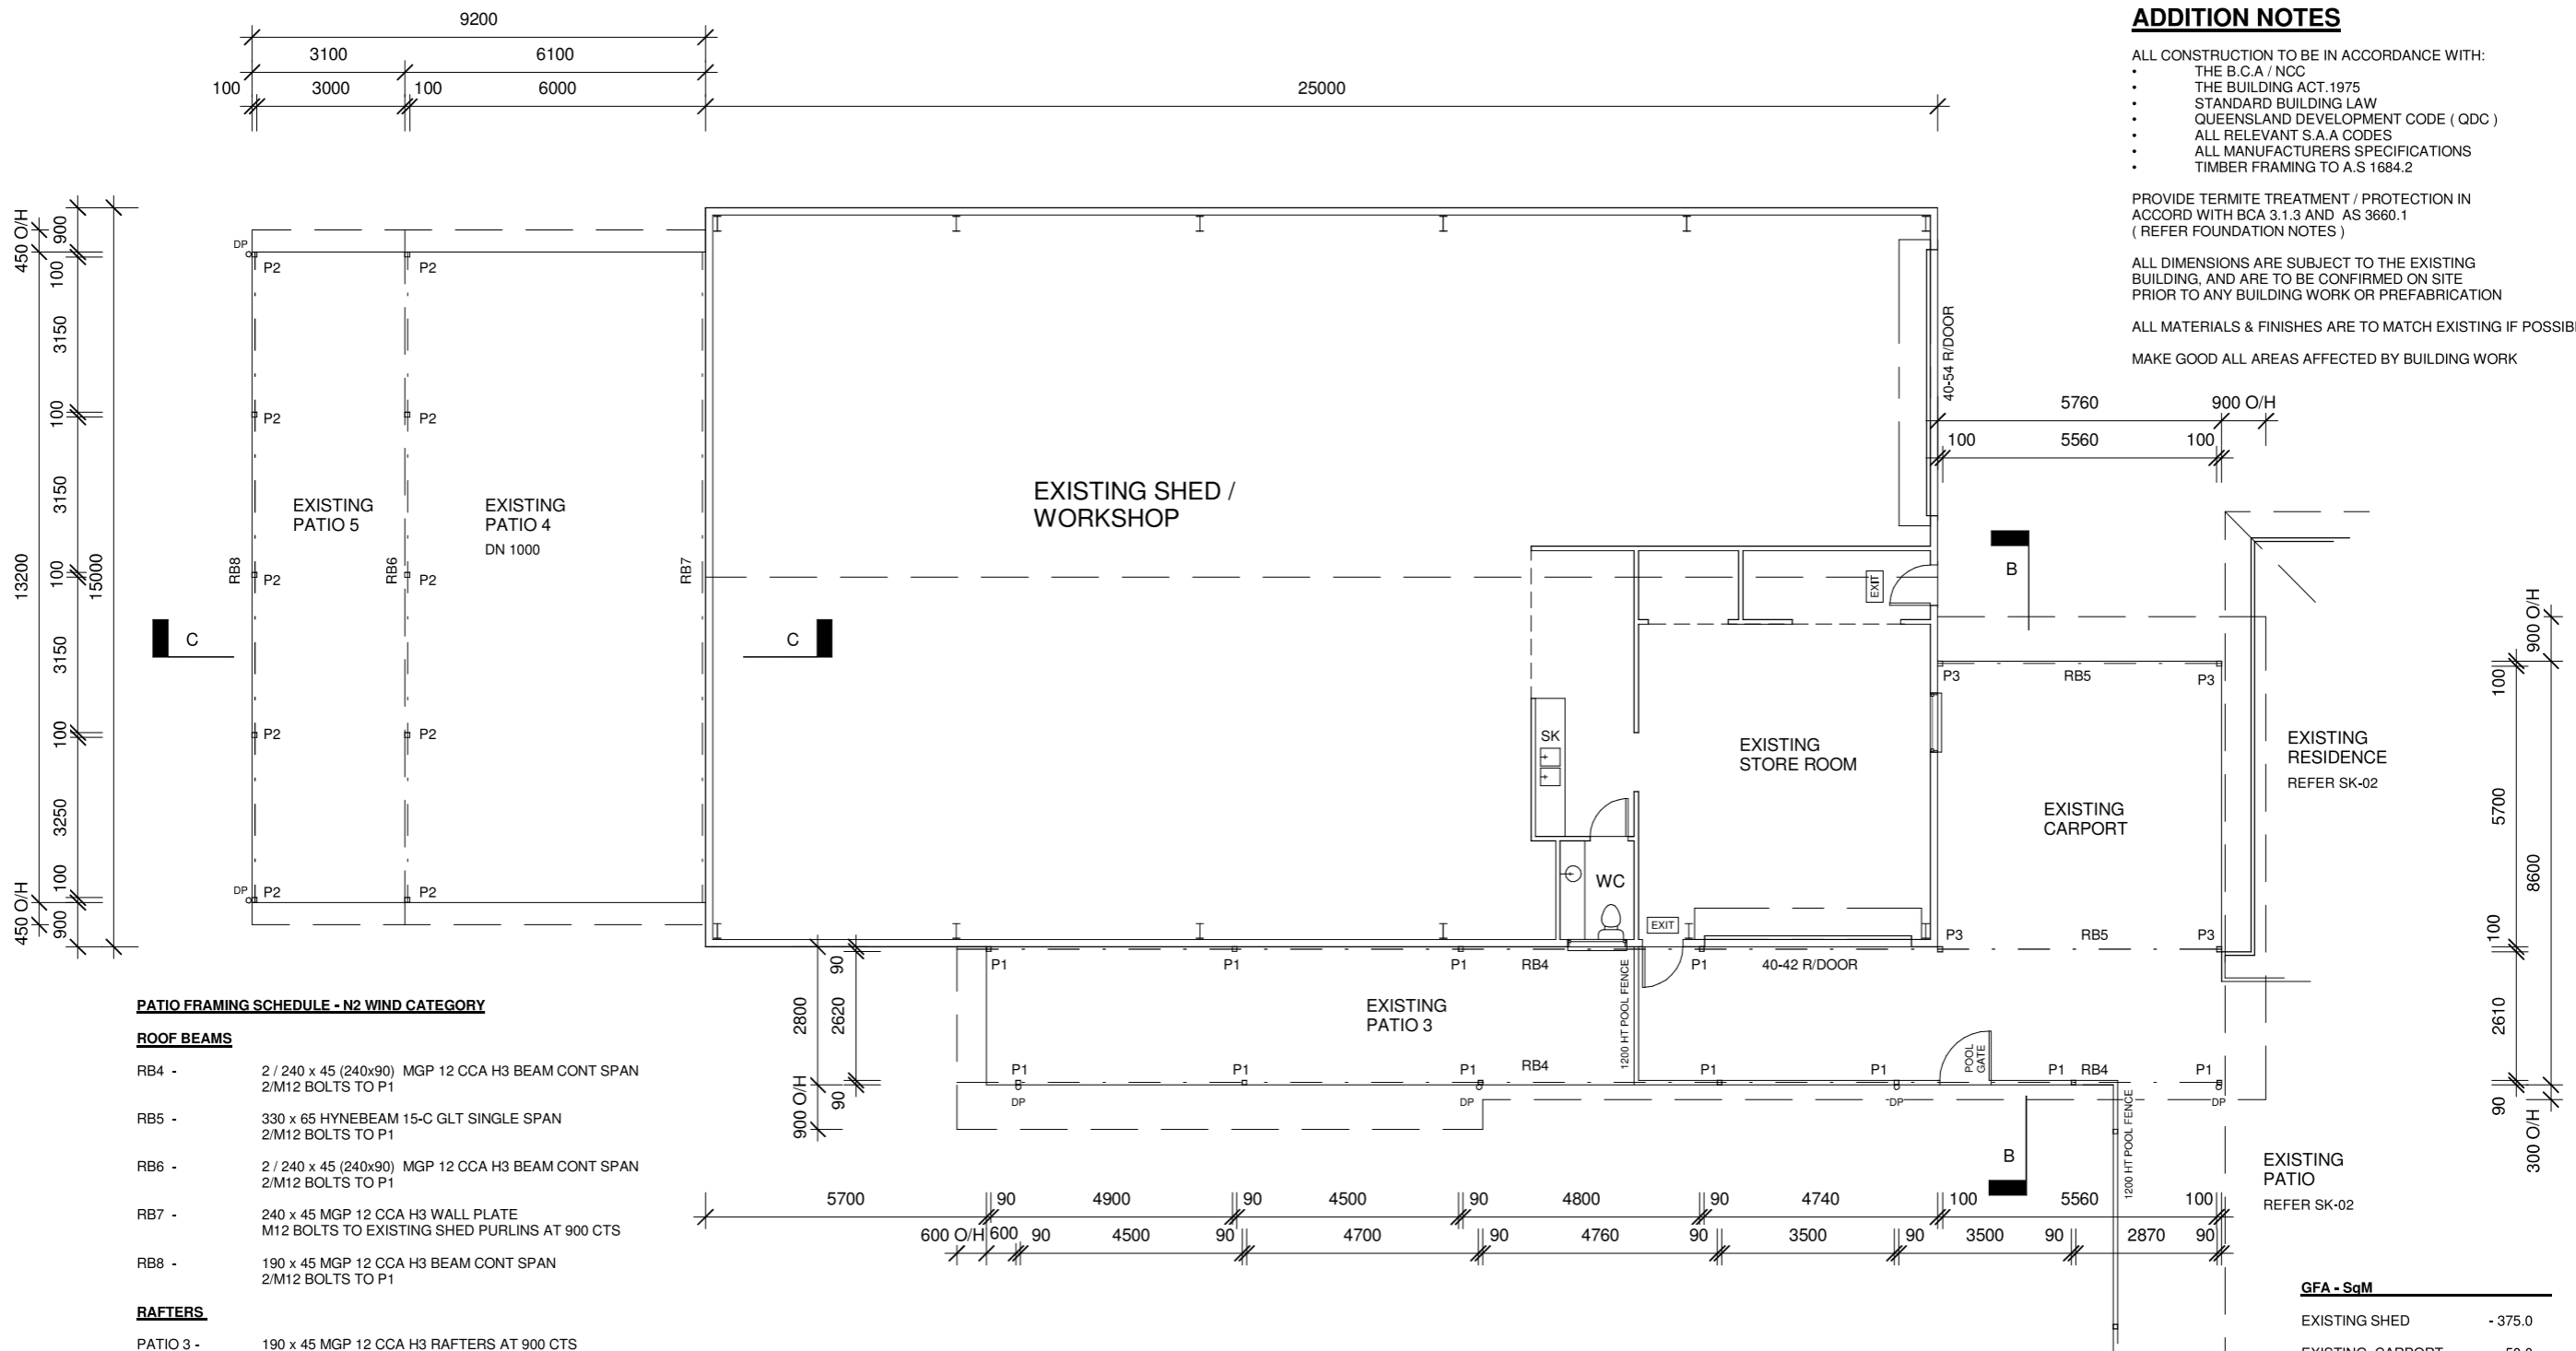 ADDITION NOTES
ALL CONSTRUCTION TO BE IN ACCORDANCE WITH:
• THE B.C.A / NCC
• THE BUILDING ACT.1975
• STANDARD BUILDING LAW
• QUEENSLAND DEVELOPMENT CODE ( QDC )
• ALL RELEVANT S.A.A CODES
• ALL MANUFACTURERS SPECIFICATIONS
• TIMBER FRAMING TO A.S 1684.2
PROVIDE TERMITE TREATMENT / PROTECTION IN
ACCORD WITH BCA 3.1.3 AND AS 3660.1
( REFER FOUNDATION NOTES )
ALL DIMENSIONS ARE SUBJECT TO THE EXISTING
BUILDING, AND ARE TO BE CONFIRMED ON SITE
PRIOR TO ANY BUILDING WORK OR PREFABRICATION
ALL MATERIALS & FINISHES ARE TO MATCH EXISTING IF
MAKE GOOD ALL AREAS AFFECTED BY BUILDING WORK
9200
3100 6100
100 3000 100 6000 25000
450 O/H 900
100
3150
100
3150
13200 100 15000
3150
100
3250
100
450 O/H 900
DP P2 P2
P2 P2
EXISTING
PATIO 5
EXISTING
PATIO 4
DN 1000
RB8 P2 RB6 P2 RB7
C C
P2 P2
DP P2 P2
EXISTING SHED /
WORKSHOP
40-54 R/DOOR
5760 900 O/H
100 5560 100
B
EXIT
P3 RB5 P3
SK
EXISTING
STORE ROOM
EXISTING
CARPORT
EXISTING
RESIDENCE
REFER SK-02
WC
EXIT
P3 RB5 P3
900 O/H
100
5700
8600
100
2610
90
300 O/H
P1 P1 P1 RB4 P1 40-42 R/DOOR
90
2800 2620
90
900 O/H
EXISTING
PATIO 3
1200 HT POOL FENCE
POOL
GATE
P1 P1 P1 RB4 P1 P1 P1 RB4 P1
DP DP DP DP
1200 HT POOL FENCE
B
EXISTING
PATIO
REFER SK-02
5700 90 4900 90 4500 90 4800 90 4740 100 5560 100
600 O/H 600 90 4500 90 4700 90 4760 90 3500 90 3500 90 2870 90
PATIO FRAMING SCHEDULE - N2 WIND CATEGORY
ROOF BEAMS
RB4 - 2 / 240 x 45 (240x90) MGP 12 CCA H3 BEAM CONT SPAN
2/M12 BOLTS TO P1
RB5 - 330 x 65 HYNEBEAM 15-C GLT SINGLE SPAN
2/M12 BOLTS TO P1
RB6 - 2 / 240 x 45 (240x90) MGP 12 CCA H3 BEAM CONT SPAN
2/M12 BOLTS TO P1
RB7 - 240 x 45 MGP 12 CCA H3 WALL PLATE
M12 BOLTS TO EXISTING SHED PURLINS AT 900 CTS
RB8 - 190 x 45 MGP 12 CCA H3 BEAM CONT SPAN
2/M12 BOLTS TO P1
RAFTERS
PATIO 3 - 190 x 45 MGP 12 CCA H3 RAFTERS AT 900 CTS
GFA - SqM
EXISTING SHED - 375.0